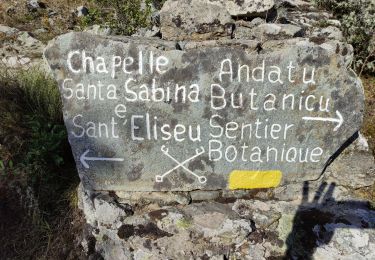 Chapelle
Santa Sabina
e
Sant Eliseu
Andatu
Butanicu
Sentier
Botanique